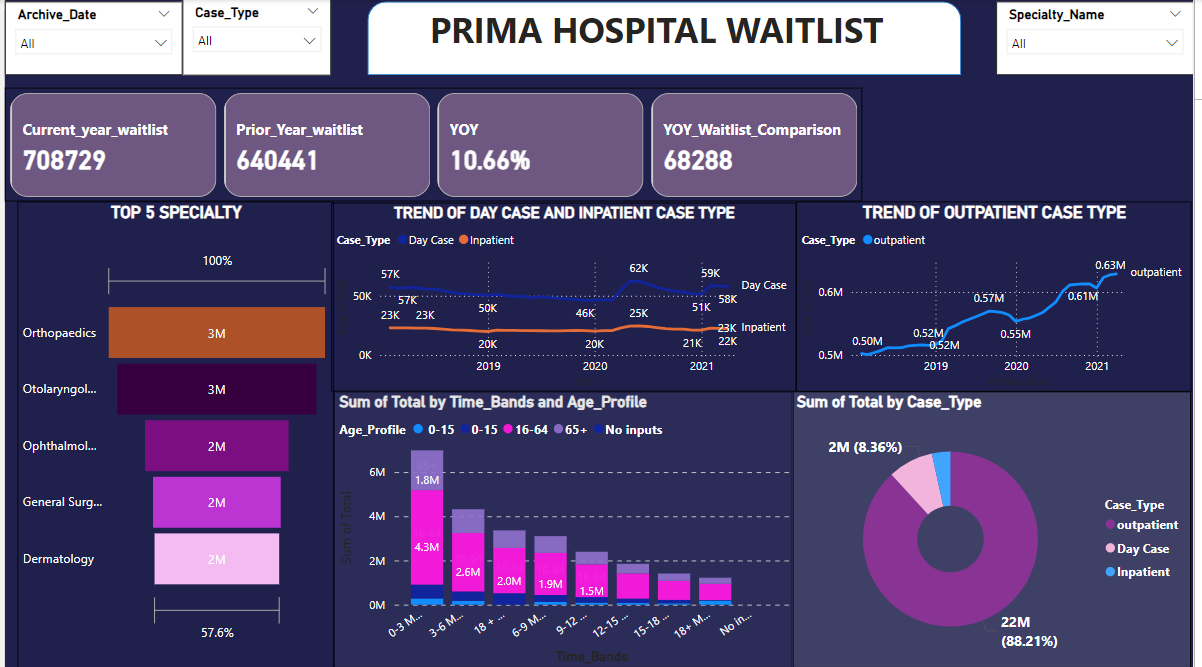 Archive_Date
All
Case_Type
All
PRIMA HOSPITAL WAITLIST
Specialty_Name
All
Current_year_waitlist
708729
Prior_Year_waitlist
640441
YOY
10.66%
YOY_Waitlist_Comparison
68288
TOP 5 SPECIALTY
100%
Orthopaedics
3M
Otolaryngol...
3M
Ophthalmol...
2M
General Surg...
2M
Dermatology
2M
57.6%
TREND OF DAY CASE AND INPATIENT CASE TYPE
Case_Type Day Case Inpatient
57K
62K
59K
Day Case
50K
57K
50K
46K
51K
58K
23K
23K
25K
23K
Inpatient
0K
20K
20K
21K
22K
2019
2020
2021
TREND OF OUTPATIENT CASE TYPE
Case_Type outpatient
0.63M
outpatient
0.6M
0.57M
0.61M
0.50M
0.52M
0.52M
0.55M
0.5M
2019
2020
2021
Sum of Total by Time_Bands and Age_Profile
Age_Profile 0-15 0-15 16-64 65+ No inputs
Sum of Total
6M
4M
2M
0M
1.8M
4.3M
2.6M
2.0M
1.9M
1.5M
0-3 M...
3-6 M...
18 + ...
6-9 M...
9-12 ...
12-15 ...
15-18 ...
18+ M...
No in...
Time_Bands
Sum of Total by Case_Type
2M (8.36%)
22M
(88.21%)
Case_Type
outpatient
Day Case
Inpatient